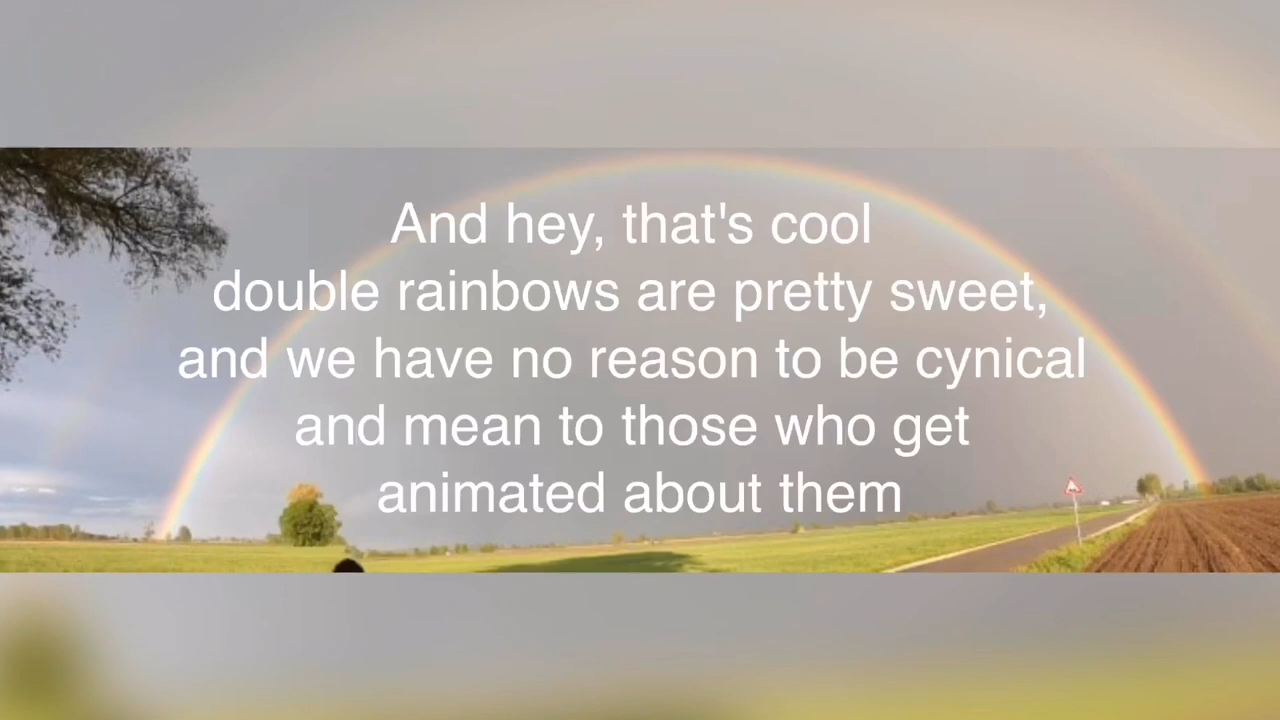 And hey, that's cool
double rainbows are pretty sweet,
and we have no reason to be cynical
and mean to those who get
animated about them